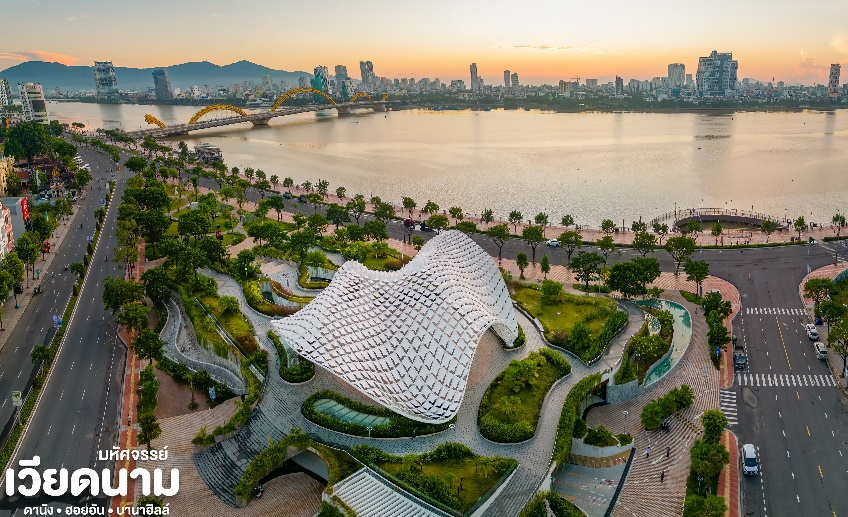 มหัศจรรย์
เวียดนาม
ดานัง • ฮอยอัน • บานาฮิลล์